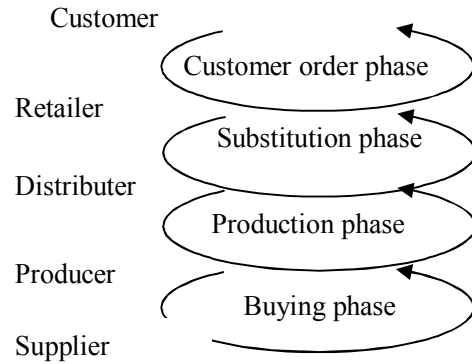 Customer
Customer order phase
Retailer
Substitution phase
Distributer
Production phase
Producer
Buying phase
Supplier